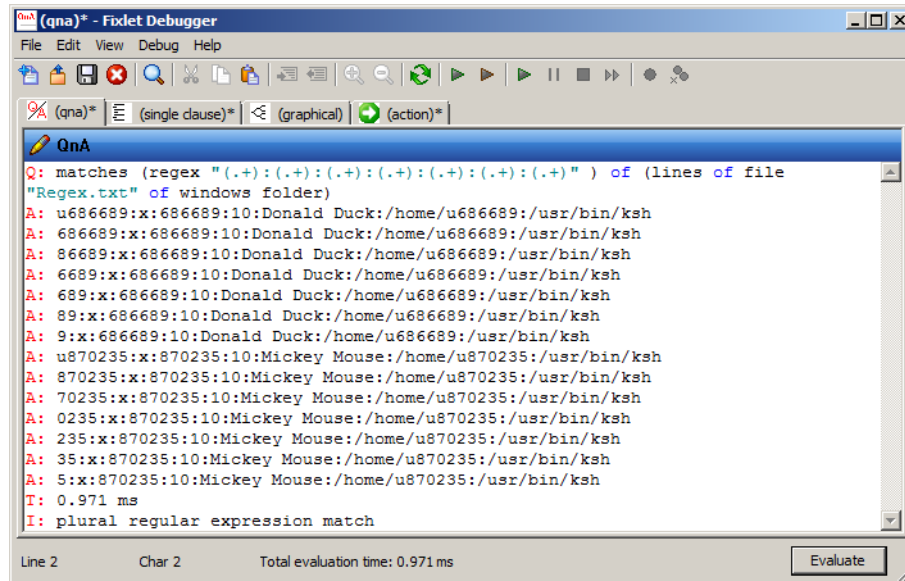 QnA (qna)* - Fixlet Debugger
File Edit View Debug Help
(qna)* (single clause)* (graphical) (action)*
QnA
Q: matches (regex "(.+):(.+):(.+):(.+):(.+):(.+):(.+)" ) of (lines of file
"Regex.txt" of windows folder)
A: u686689:x:686689:10:Donald Duck:/home/u686689:/usr/bin/ksh
A: 686689:x:686689:10:Donald Duck:/home/u686689:/usr/bin/ksh
A: 86689:x:686689:10:Donald Duck:/home/u686689:/usr/bin/ksh
A: 6689:x:686689:10:Donald Duck:/home/u686689:/usr/bin/ksh
A: 689:x:686689:10:Donald Duck:/home/u686689:/usr/bin/ksh
A: 89:x:686689:10:Donald Duck:/home/u686689:/usr/bin/ksh
A: 9:x:686689:10:Donald Duck:/home/u686689:/usr/bin/ksh
A: u870235:x:870235:10:Mickey Mouse:/home/u870235:/usr/bin/ksh
A: 870235:x:870235:10:Mickey Mouse:/home/u870235:/usr/bin/ksh
A: 70235:x:870235:10:Mickey Mouse:/home/u870235:/usr/bin/ksh
A: 0235:x:870235:10:Mickey Mouse:/home/u870235:/usr/bin/ksh
A: 235:x:870235:10:Mickey Mouse:/home/u870235:/usr/bin/ksh
A: 35:x:870235:10:Mickey Mouse:/home/u870235:/usr/bin/ksh
A: 5:x:870235:10:Mickey Mouse:/home/u870235:/usr/bin/ksh
T: 0.971 ms
I: plural regular expression match
Line 2 Char 2 Total evaluation time: 0.971 ms Evaluate